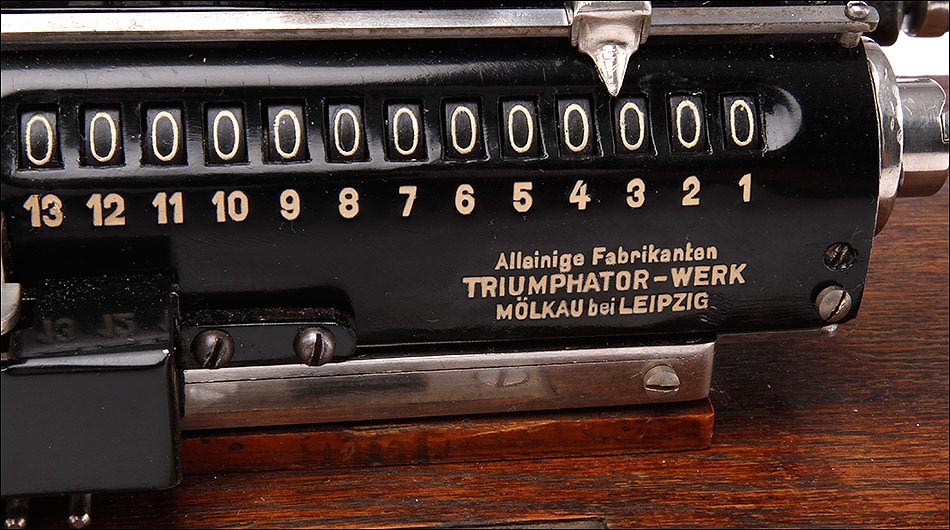 0 0 0 0 0 0 0 0 0 0 0 0 0
13 12 11 10 9 8 7 6 5 4 3 2 1
Alleinige Fabrikanten
TRIUMPHATOR-WERK
MÖLKAU bei LEIPZIG